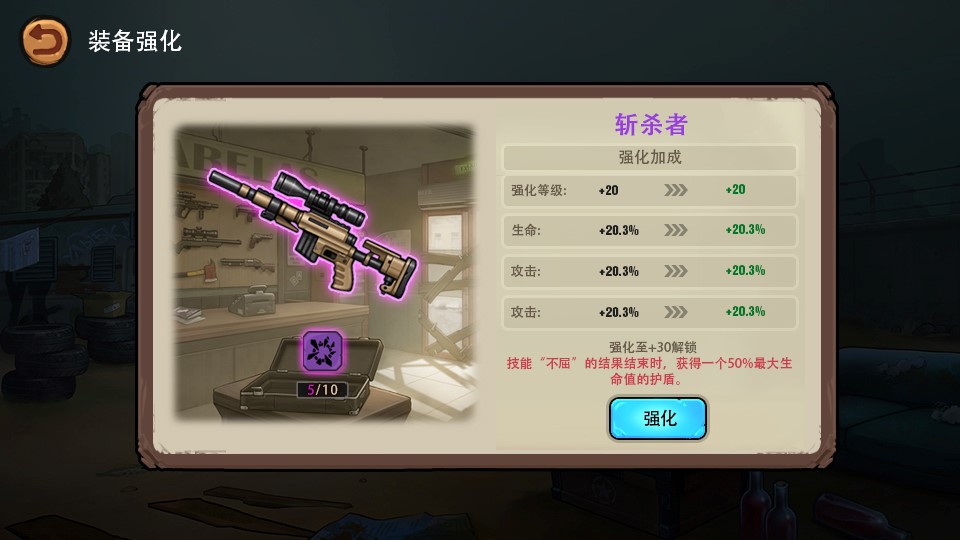 装备强化
斩杀者
强化加成
强化等级: +20 +20
生命: +20.3% +20.3%
攻击: +20.3% +20.3%
攻击: +20.3% +20.3%
强化至+30解锁
技能“不屈”的结果结束时，获得一个50%最大生
命值的护盾。
5/10
强化